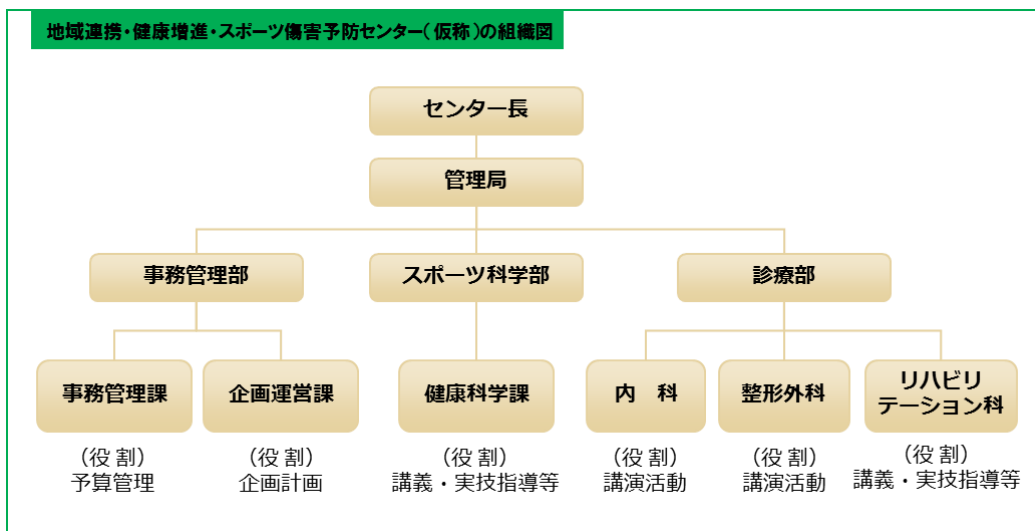 地域連携・健康増進・スポーツ傷害予防センター(仮称)の組織図
センター長
管理局
事務管理部
スポーツ科学部
診療部
事務管理課
企画運営課
健康科学課
内　科
整形外科
リハビリ
テーション科
（役 割）
予算管理
（役 割）
企画計画
（役 割）
講義・実技指導等
（役 割）
講演活動
（役 割）
講演活動
（役 割）
講義・実技指導等